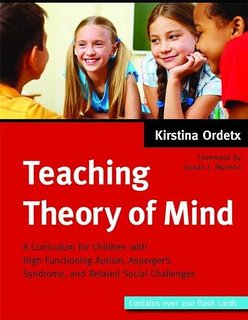 Kirstina Ordetx
Foreword by
Susan J. Moreno
Teaching
Theory of Mind
A Curriculum for Children with
High Functioning Autism, Asperger's
Syndrome, and Related Social Challenges
Contains over 200 flash cards